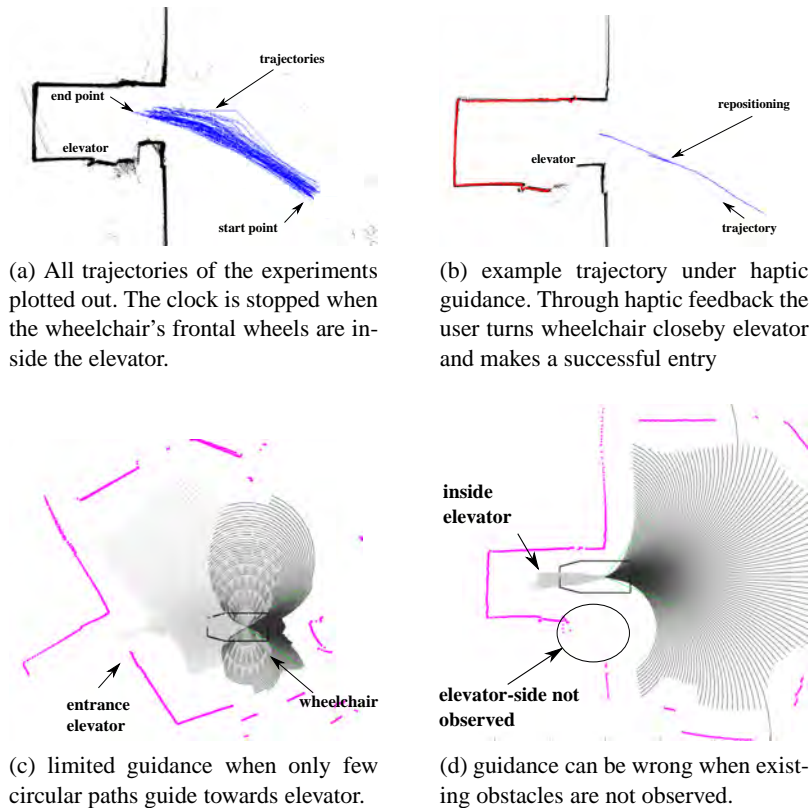 trajectories
end point
elevator
start point
repositioning
elevator
trajectory
(a) All trajectories of the experiments
plotted out. The clock is stopped when
the wheelchair's frontal wheels are in-
side the elevator.
(b) example trajectory under haptic
guidance. Through haptic feedback the
user turns wheelchair closeby elevator
and makes a successful entry
entrance
elevator
wheelchair
inside
elevator
elevator-side not
observed
(c) limited guidance when only few
circular paths guide towards elevator.
(d) guidance can be wrong when exist-
ing obstacles are not observed.